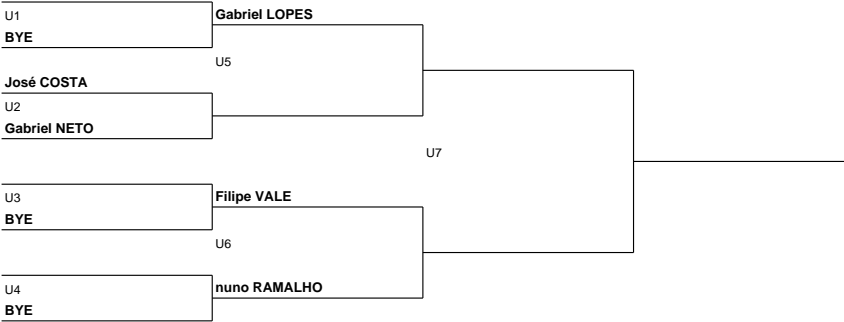 U1
Gabriel LOPES
BYE
U5
José COSTA
U2
Gabriel NETO
U7
U3
Filipe VALE
BYE
U6
U4
nuno RAMALHO
BYE